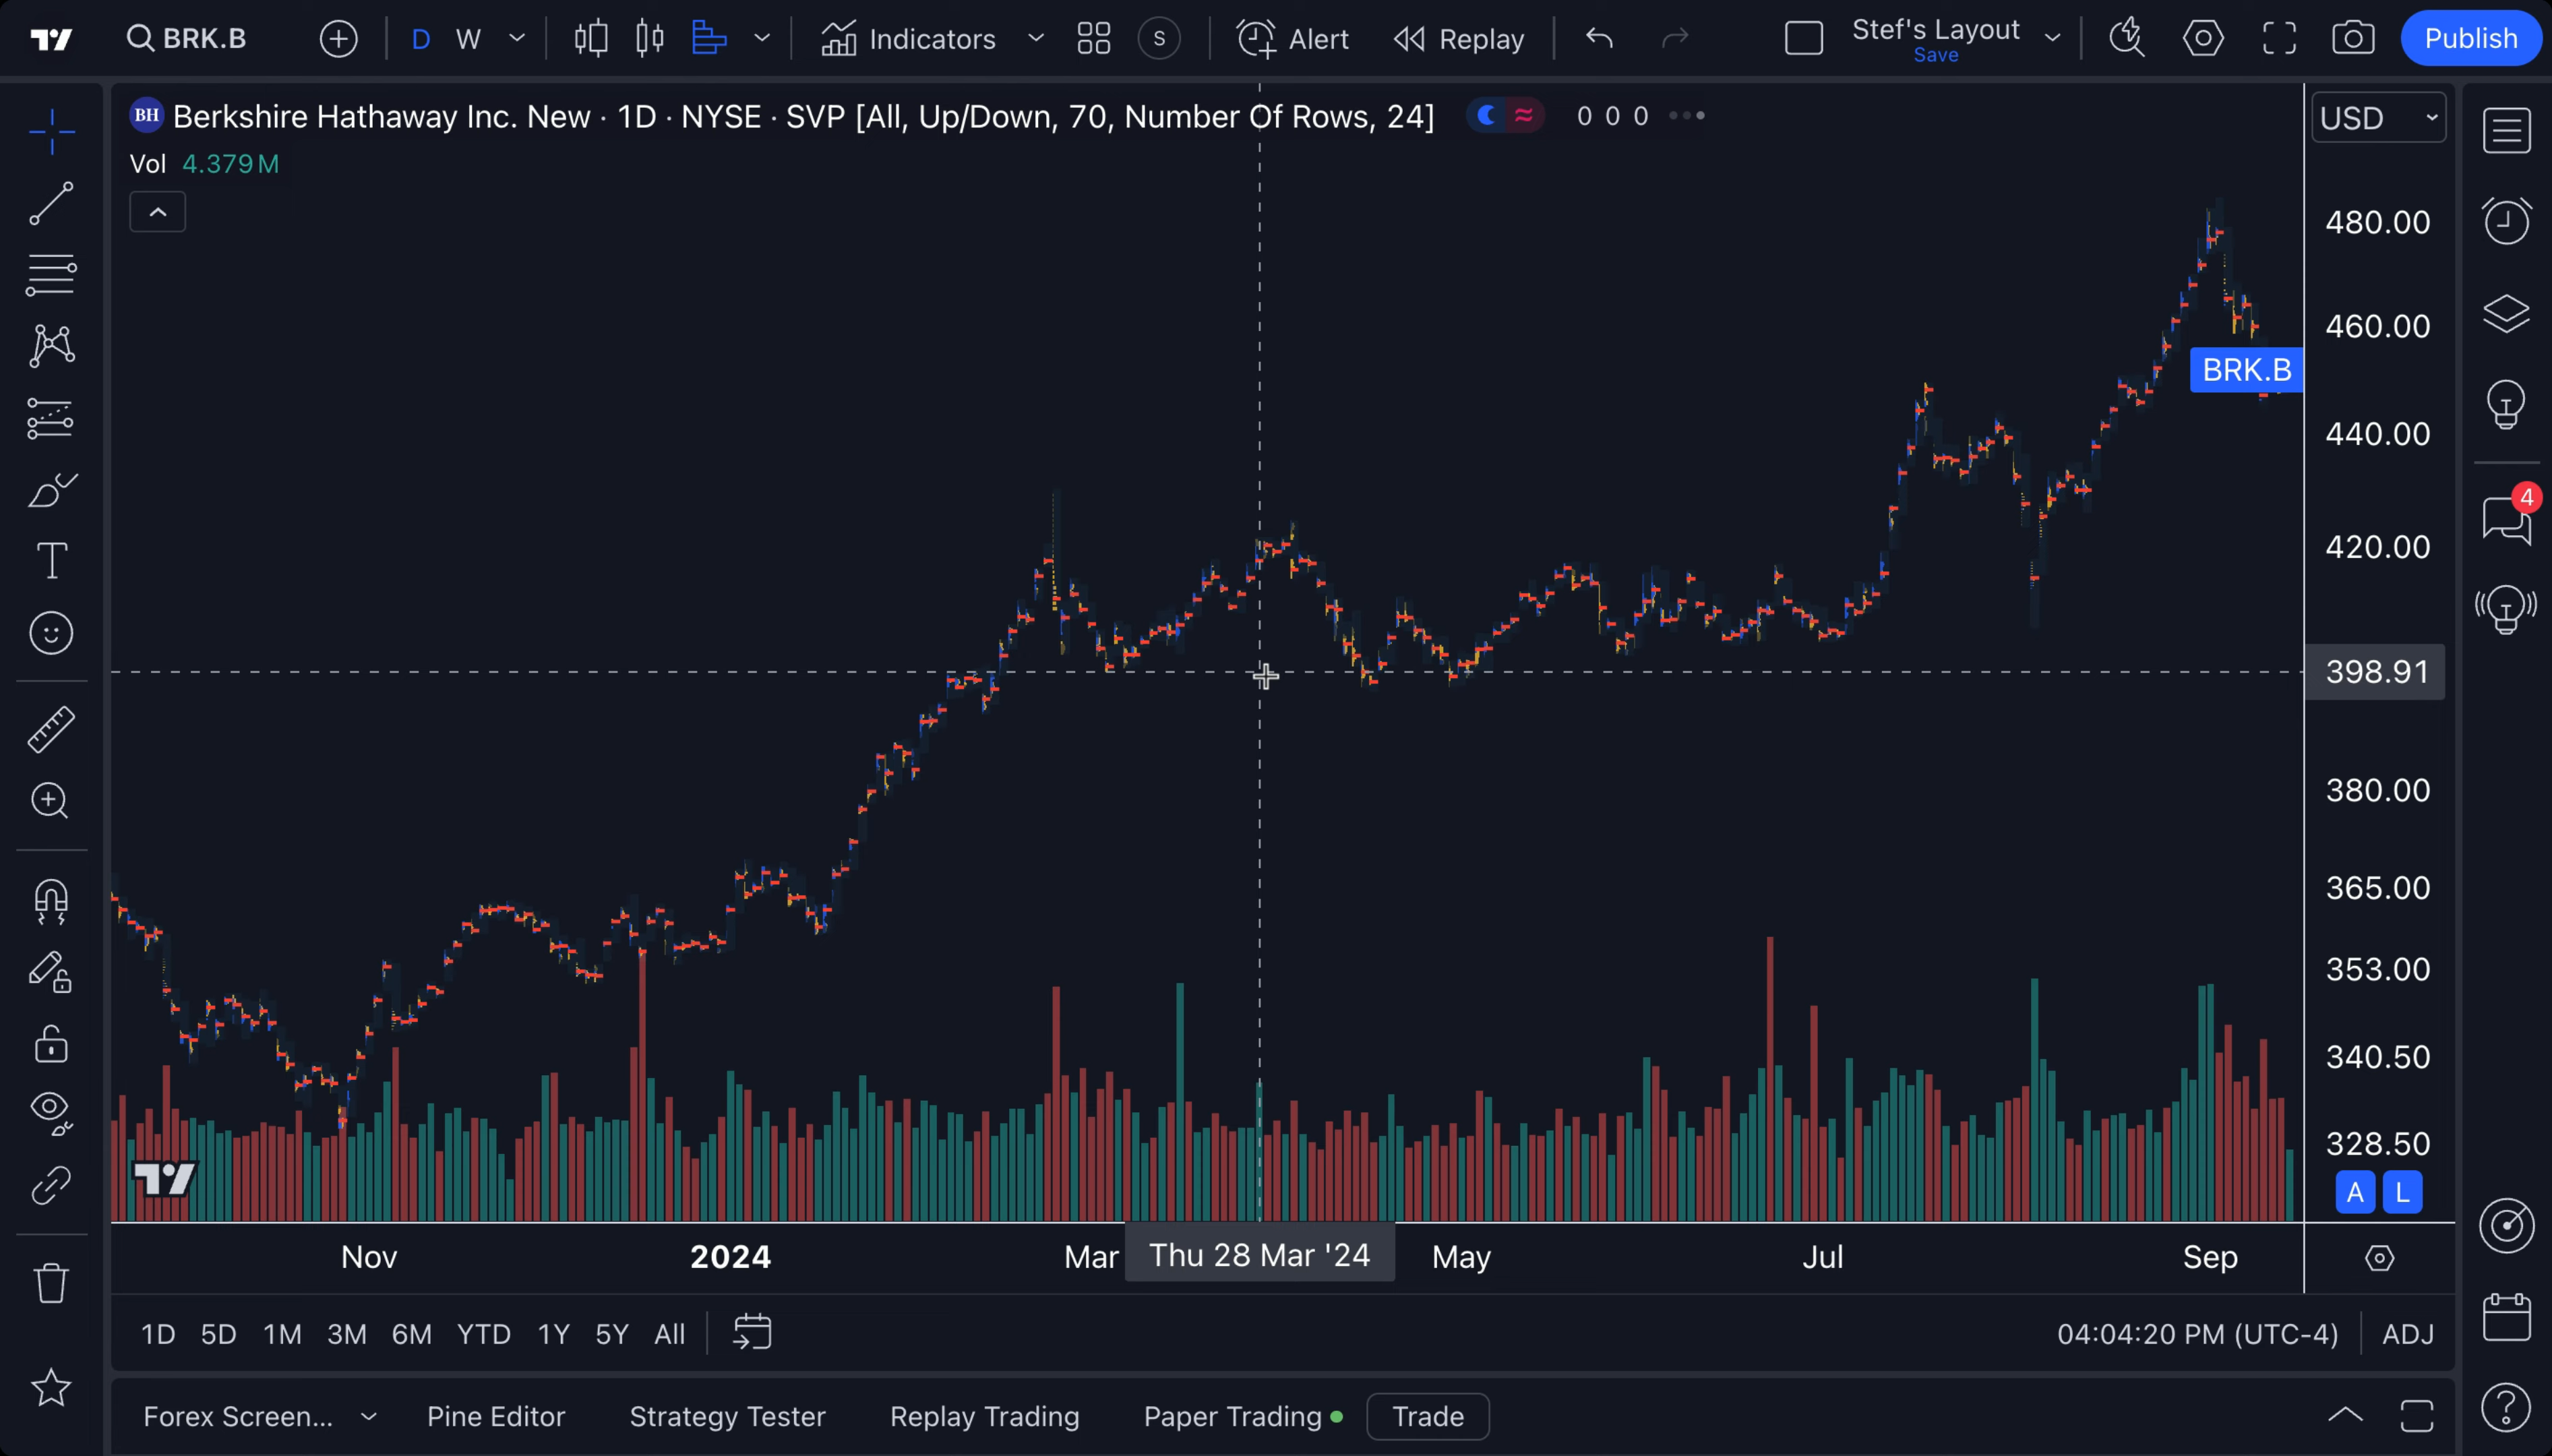 BRK.B
D W
Indicators
S
Alert
Replay
Stef's Layout
Save
Publish
BH Berkshire Hathaway Inc. New · 1D · NYSE · SVP [All, Up/Down, 70, Number Of Rows, 24] 0 0 0
Vol 4.379 M
USD
480.00
460.00
BRK.B
440.00
420.00
398.91
380.00
365.00
353.00
340.50
328.50
A L
4
Nov 2024 Mar Thu 28 Mar '24 May Jul Sep
1D 5D 1M 3M 6M YTD 1Y 5Y All
04:04:20 PM (UTC-4) ADJ
Forex Screen... Pine Editor Strategy Tester Replay Trading Paper Trading Trade